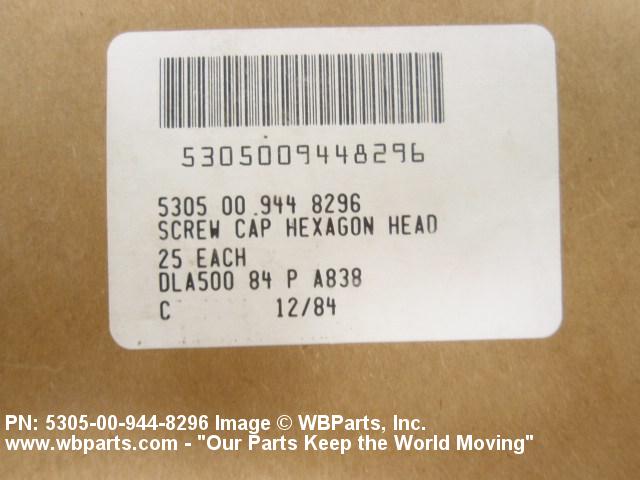 5305009448296
5305 00 944 8296
SCREW CAP HEXAGON HEAD
25 EACH
DLA500 84 P A838
C 12/84
PN: 5305-00-944-8296 Image © WBParts, Inc.
www.wbparts.com - "Our Parts Keep the World Moving"